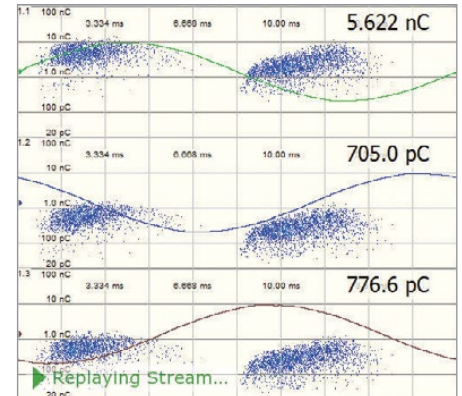 1.1 100 nC
3.334 ms 6.668 ms 10.00 ms 5.622 nC
10 nC
1.0 nC
100 pC
20 pC
1.2 100 nC
3.334 ms 6.668 ms 10.00 ms 705.0 pC
10 nC
1.0 nC
100 pC
20 pC
1.3 100 nC
3.334 ms 6.668 ms 10.00 ms 776.6 pC
10 nC
1.0 nC
Replaying Stream...
20 pC